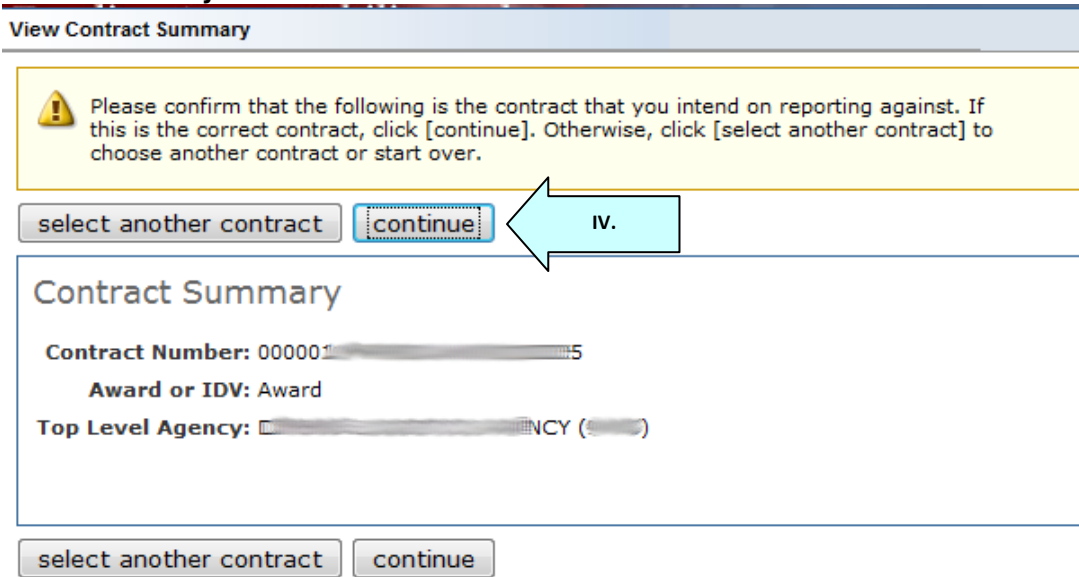 View Contract Summary
Please confirm that the following is the contract that you intend on reporting against. If
this is the correct contract, click [continue]. Otherwise, click [select another contract] to
choose another contract or start over.
select another contract continue IV.
Contract Summary
Contract Number: 000001 5
Award or IDV: Award
Top Level Agency: NCY ( )
select another contract continue